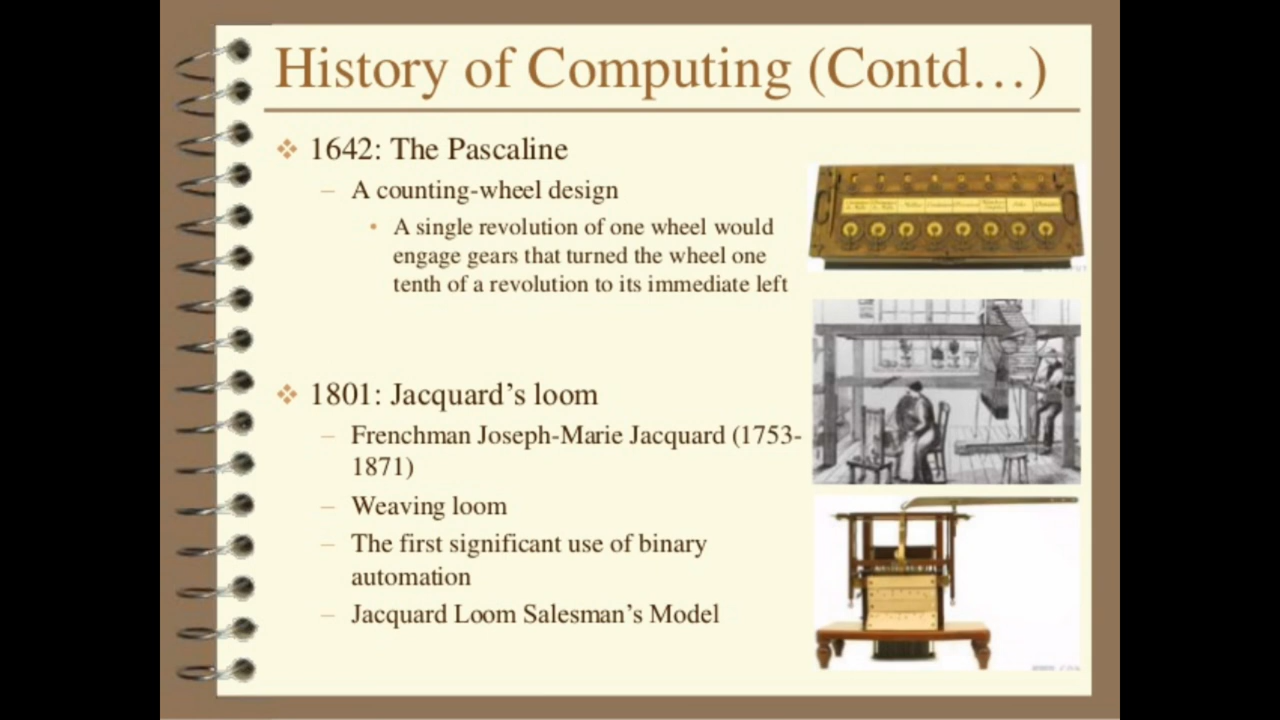 History of Computing (Contd…)
❖ 1642: The Pascaline
– A counting-wheel design
• A single revolution of one wheel would
engage gears that turned the wheel one
tenth of a revolution to its immediate left
❖ 1801: Jacquard’s loom
– Frenchman Joseph-Marie Jacquard (1753-
1871)
– Weaving loom
– The first significant use of binary
automation
– Jacquard Loom Salesman’s Model